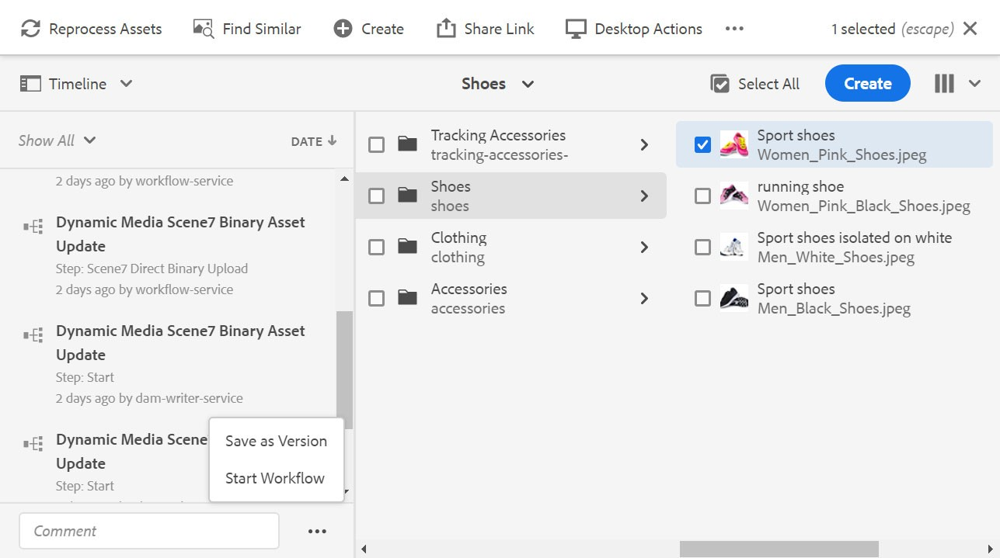 Reprocess Assets
Find Similar
Create
Share Link
Desktop Actions
1 selected (escape)
Timeline
Shoes
Select All
Create
Show All
DATE
2 days ago by workflow-service
Dynamic Media Scene7 Binary Asset
Update
Step: Scene7 Direct Binary Upload
2 days ago by workflow-service
Dynamic Media Scene7 Binary Asset
Update
Step: Start
2 days ago by dam-writer-service
Dynamic Media Scene
Update
Step: Start
Save as Version
Start Workflow
Comment
Tracking Accessories
tracking-accessories-
Shoes
shoes
Clothing
clothing
Accessories
accessories
Sport shoes
Women_Pink_Shoes.jpeg
running shoe
Women_Pink_Black_Shoes.jpeg
Sport shoes isolated on white
Men_White_Shoes.jpeg
Sport shoes
Men_Black_Shoes.jpeg